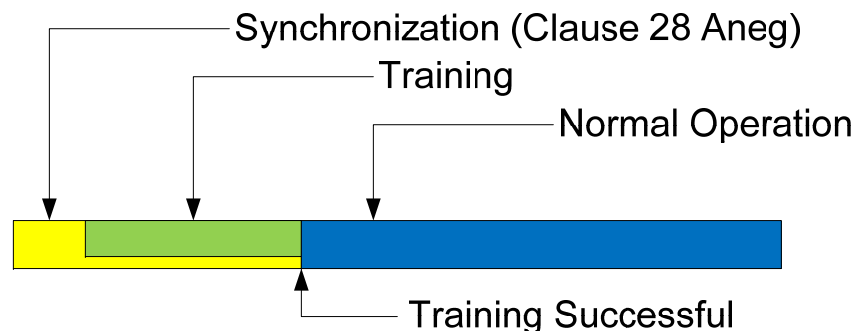 Synchronization (Clause 28 Aneg)
Training
Normal Operation
Training Successful